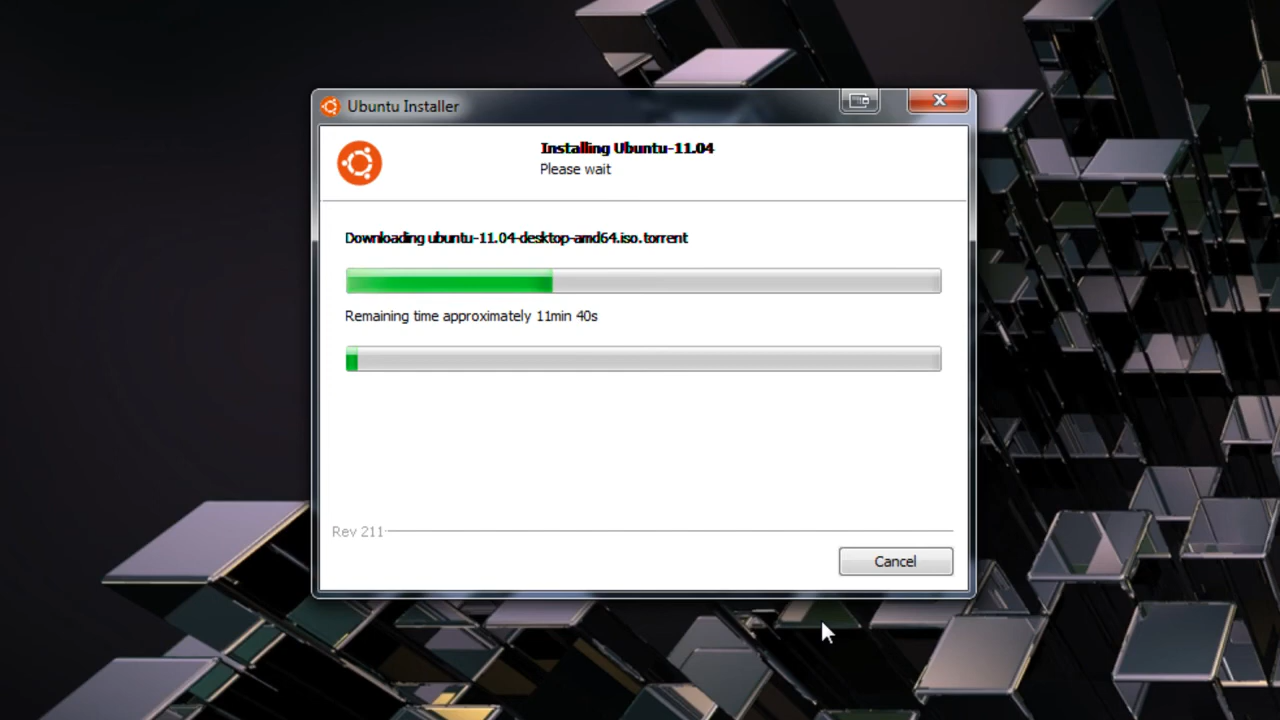 Ubuntu Installer
Installing Ubuntu-11.04
Please wait
Downloading ubuntu-11.04-desktop-amd64.iso.torrent
Remaining time approximately 11min 40s
Rev 211
Cancel